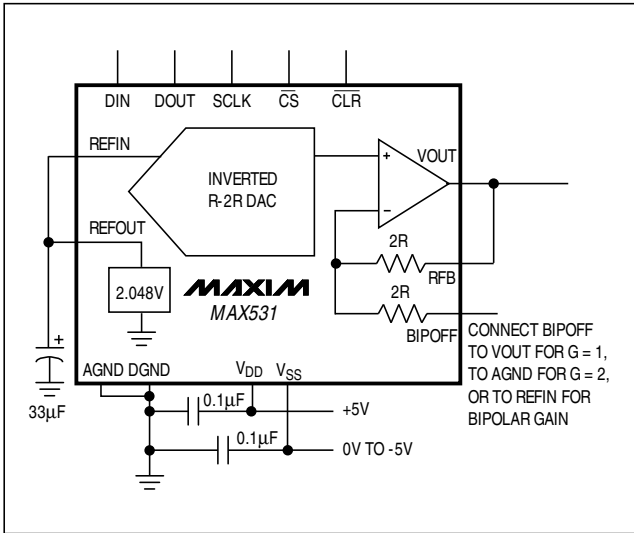 DIN DOUT SCLK CS CLR
REFIN
VOUT
+
INVERTED
R-2R DAC
−
REFOUT
2R
RFB
2.048V
MAXIM
MAX531
2R
BIPOFF
CONNECT BIPOFF
TO VOUT FOR G = 1,
TO AGND FOR G = 2,
OR TO REFIN FOR
BIPOLAR GAIN
+
33µF
AGND DGND VDD VSS
0.1µF
+5V
0.1µF
0V TO -5V